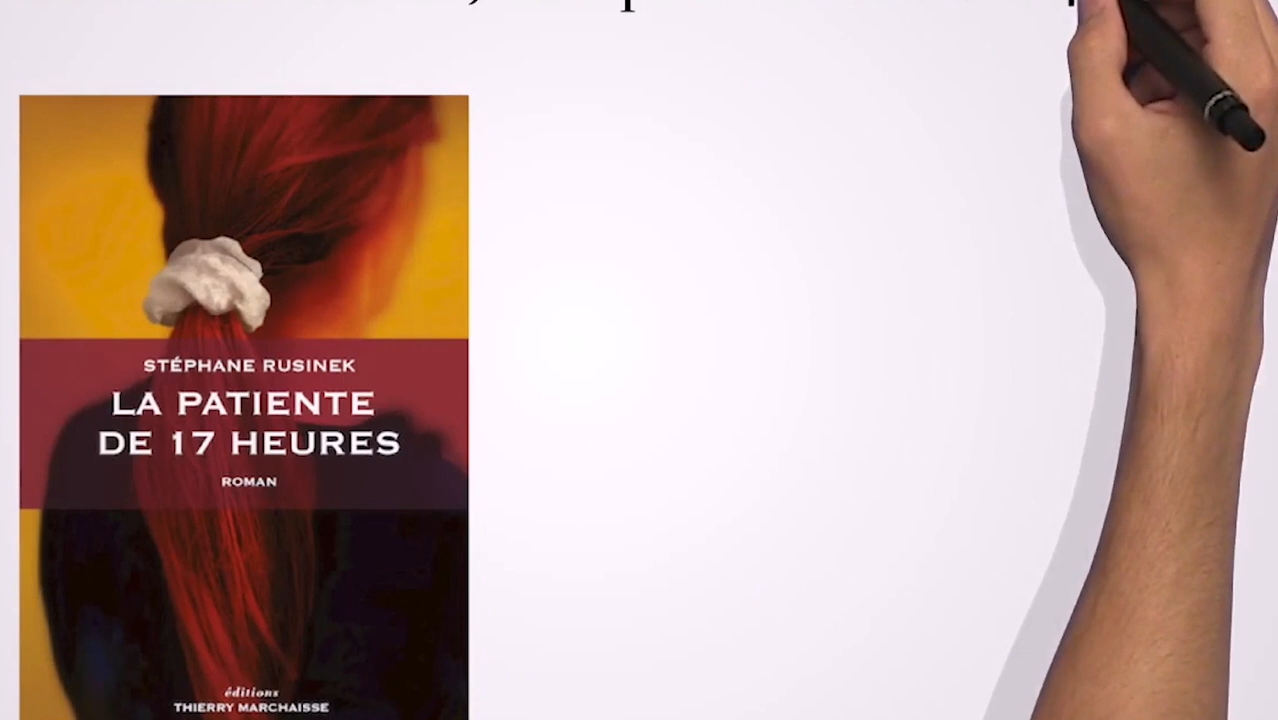 STÉPHANE RUSINEK
LA PATIENTE
DE 17 HEURES
ROMAN
éditions
THIERRY MARCHAISSE